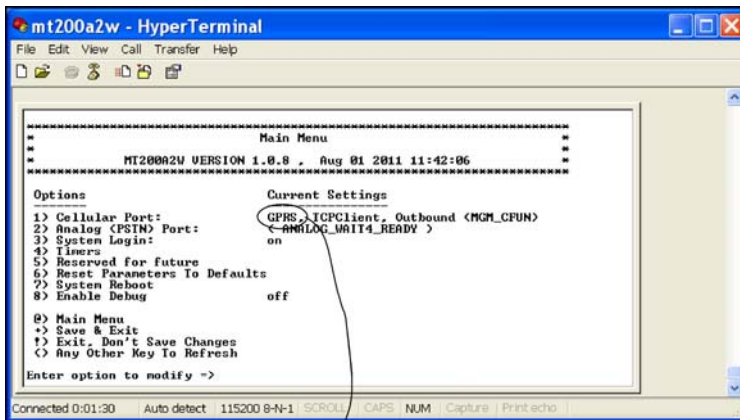 mt200a2w - HyperTerminal
File Edit View Call Transfer Help
Main Menu
MT200A2W VERSION 1.0.8 , Aug 01 2011 11:42:06
Options Current Settings
1) Cellular Port: GPRS, TCPClient, Outbound (MGM_CFUN)
2) Analog (PSTN) Port: ( ANALOG_WAIT4_READY )
3) System Login: on
4) Timers
5) Reserved for future
6) Reset Parameters To Defaults
7) System Reboot
8) Enable Debug off
@) Main Menu
+) Save & Exit
!) Exit, Don't Save Changes
<> Any Other Key To Refresh
Enter option to modify =>
Connected 0:01:30 Auto detect 115200 8-N-1 SCROLL CAPS NUM Capture Print echo